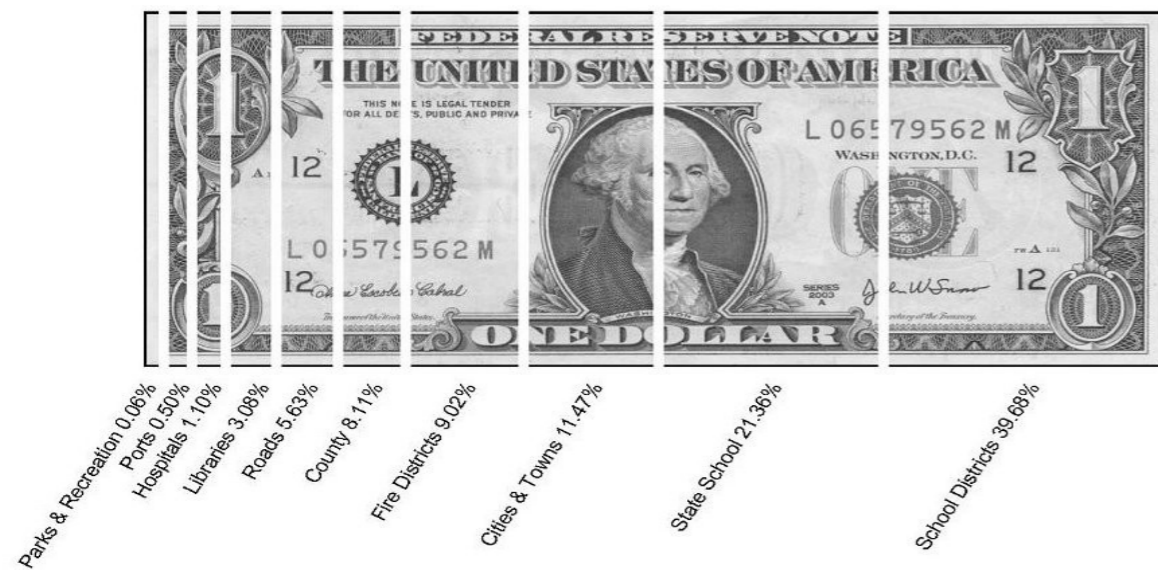 FEDERAL RESERVE NOTE
THE UNITED STATES OF AMERICA
THIS NOTE IS LEGAL TENDER
FOR ALL DEBTS, PUBLIC AND PRIVATE
L 06579562 M
WASHINGTON, D.C.
1
1
12
12
L
ONE
L 06579562 M
12
12
SERIES
2003
A
WASHINGTON
1
1
ONE DOLLAR
Parks & Recreation 0.06%
Ports 0.50%
Hospitals 1.10%
Libraries 3.08%
Roads 5.63%
County 8.11%
Fire Districts 9.02%
Cities & Towns 11.47%
State School 21.36%
School Districts 39.68%